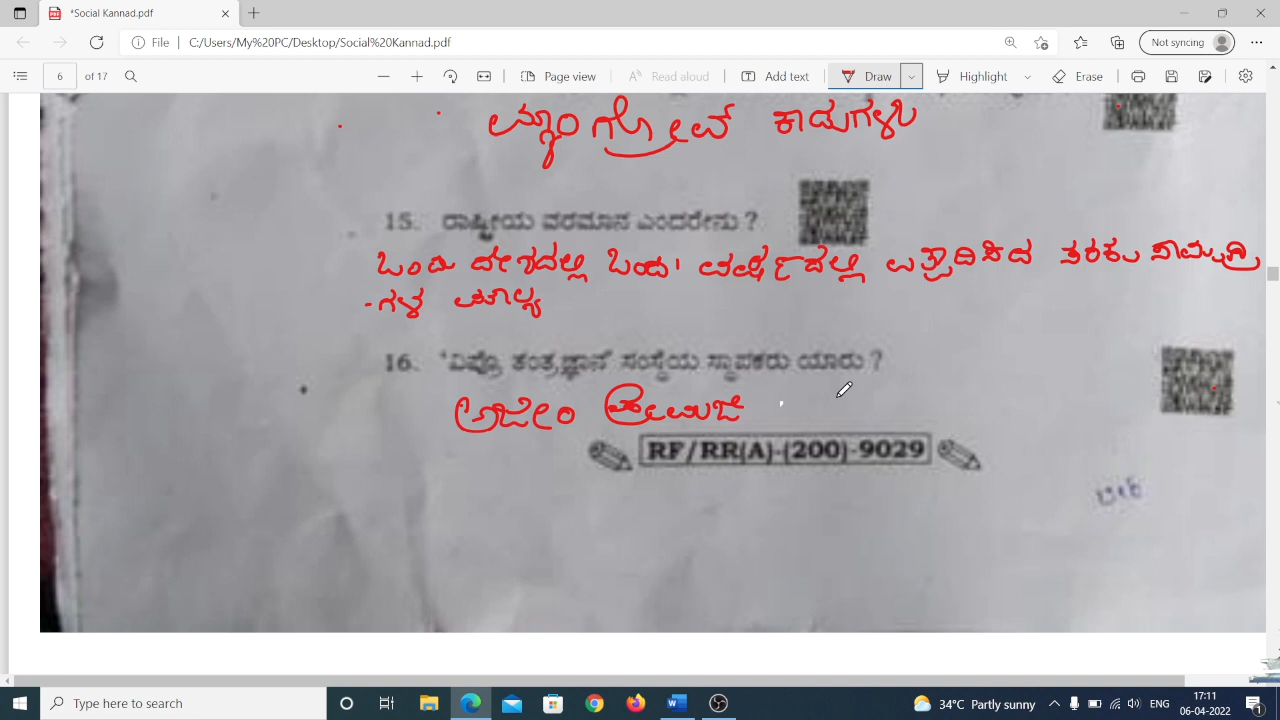 *Social Kannad.pdf
File C:/Users/My%20PC/Desktop/Social%20Kannad.pdf Not syncing
6 of 17 Page view Read aloud Add text Draw Highlight Erase
ಮ್ಯಾಂಗ್ರೋವ್ ಕಾಡುಗಳು
15. ರಾಷ್ಟ್ರೀಯ ವರಮಾನ ಎಂದರೇನು ?
ಒಂದು ದೇಶದಲ್ಲಿ ಒಂದು ವರ್ಷದಲ್ಲಿ ಉತ್ಪಾದಿಸಿದ ಸರಕು ಸಾಮಗ್ರಿ
-ಗಳ ಮೌಲ್ಯ
16. 'ವಿಪ್ರೊ ತಂತ್ರಜ್ಞಾನ' ಸಂಸ್ಥೆಯ ಸ್ಥಾಪಕರು ಯಾರು ?
ಅಜೀಂ ಪ್ರೇಮಜಿ
RF/RR(A)-(200)-9029
Type here to search 34°C Partly sunny ENG 17:11
06-04-2022